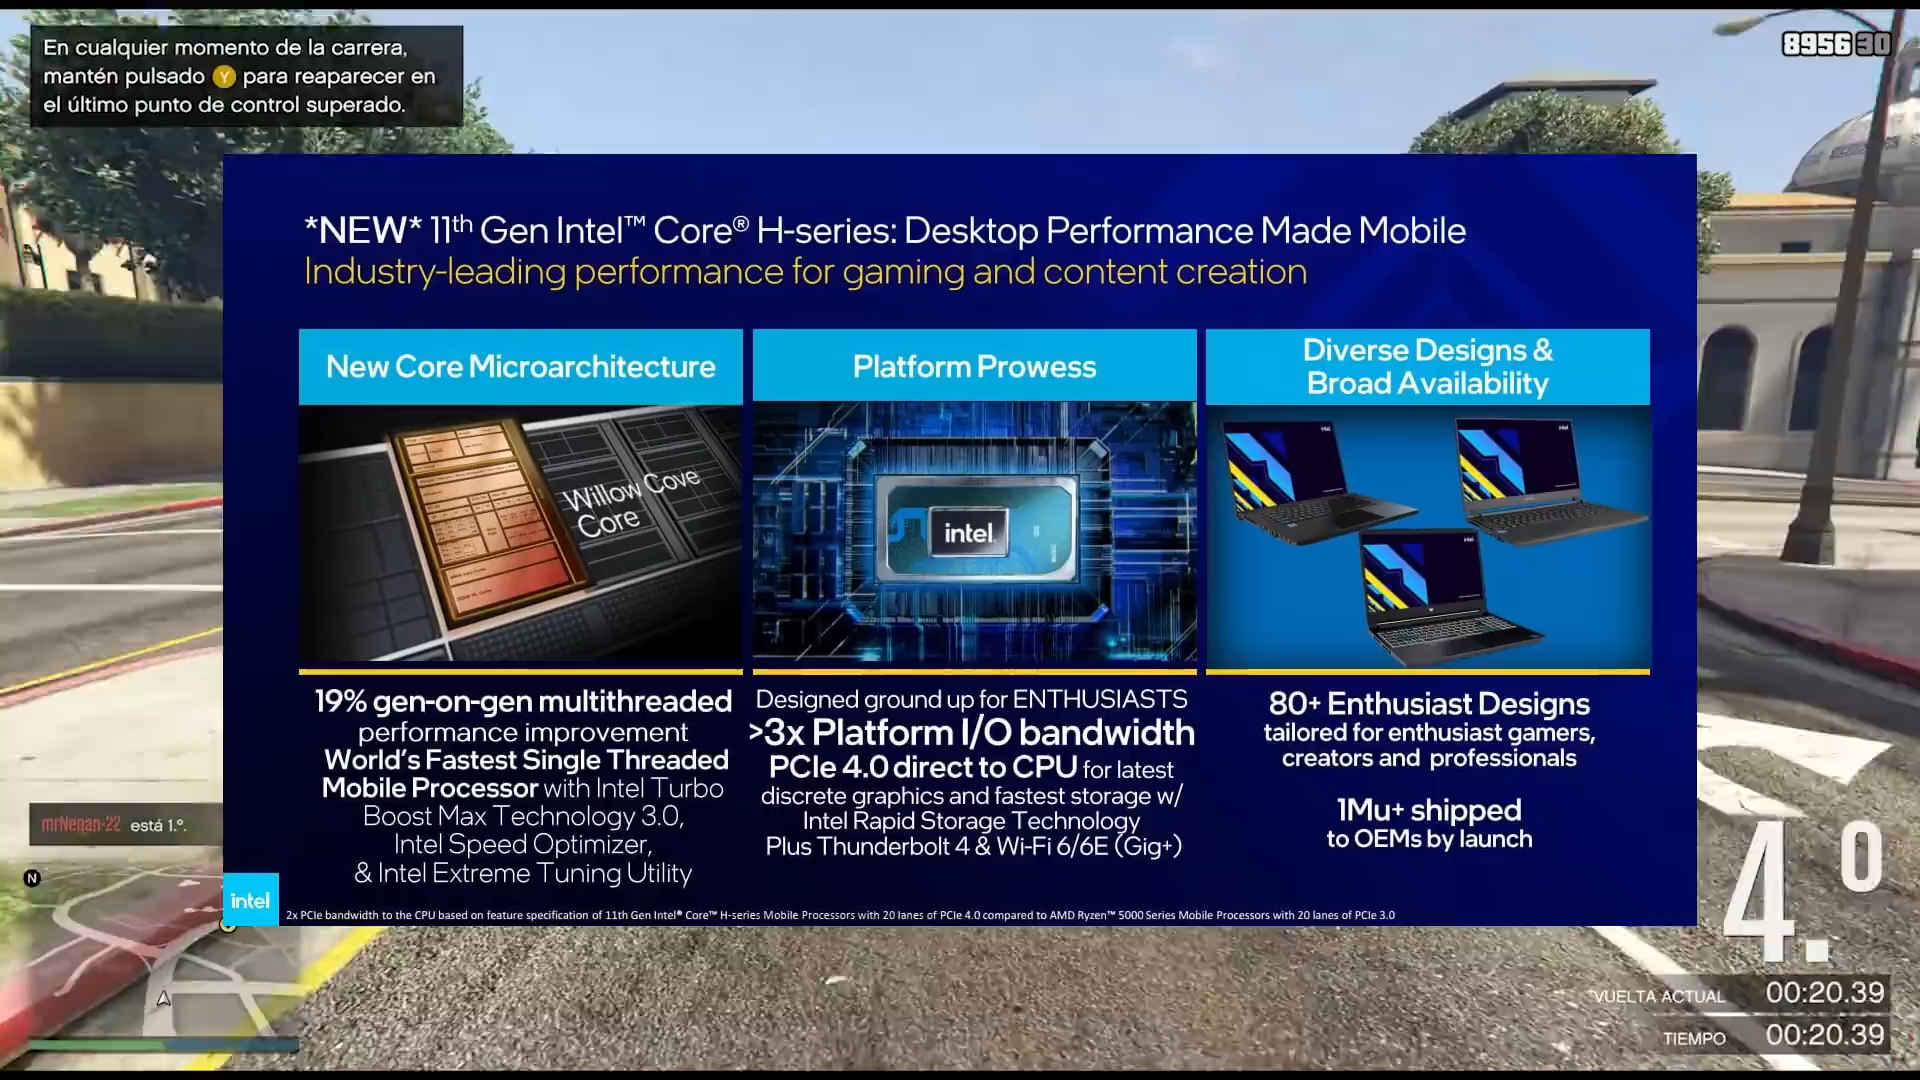 En cualquier momento de la carrera,
mantén pulsado Y para reaparecer en
el último punto de control superado.
895630
*NEW* 11th Gen Intel™ Core® H-series: Desktop Performance Made Mobile
Industry-leading performance for gaming and content creation
New Core Microarchitecture
Willow Cove
Core
19% gen-on-gen multithreaded
performance improvement
World's Fastest Single Threaded
Mobile Processor with Intel Turbo
Boost Max Technology 3.0,
Intel Speed Optimizer,
& Intel Extreme Tuning Utility
Platform Prowess
intel.
Designed ground up for ENTHUSIASTS
>3x Platform I/O bandwidth
PCIe 4.0 direct to CPU for latest
discrete graphics and fastest storage w/
Intel Rapid Storage Technology
Plus Thunderbolt 4 & Wi-Fi 6/6E (Gig+)
Diverse Designs &
Broad Availability
intel
intel
intel
80+ Enthusiast Designs
tailored for enthusiast gamers,
creators and professionals
1Mu+ shipped
to OEMs by launch
intel
2x PCIe bandwidth to the CPU based on feature specification of 11th Gen Intel® Core™ H-series Mobile Processors with 20 lanes of PCIe 4.0 compared to AMD Ryzen™ 5000 Series Mobile Processors with 20 lanes of PCIe 3.0
mrNegan-22 está 1.º.
N
4.º
VUELTA ACTUAL 00:20.39
TIEMPO 00:20.39